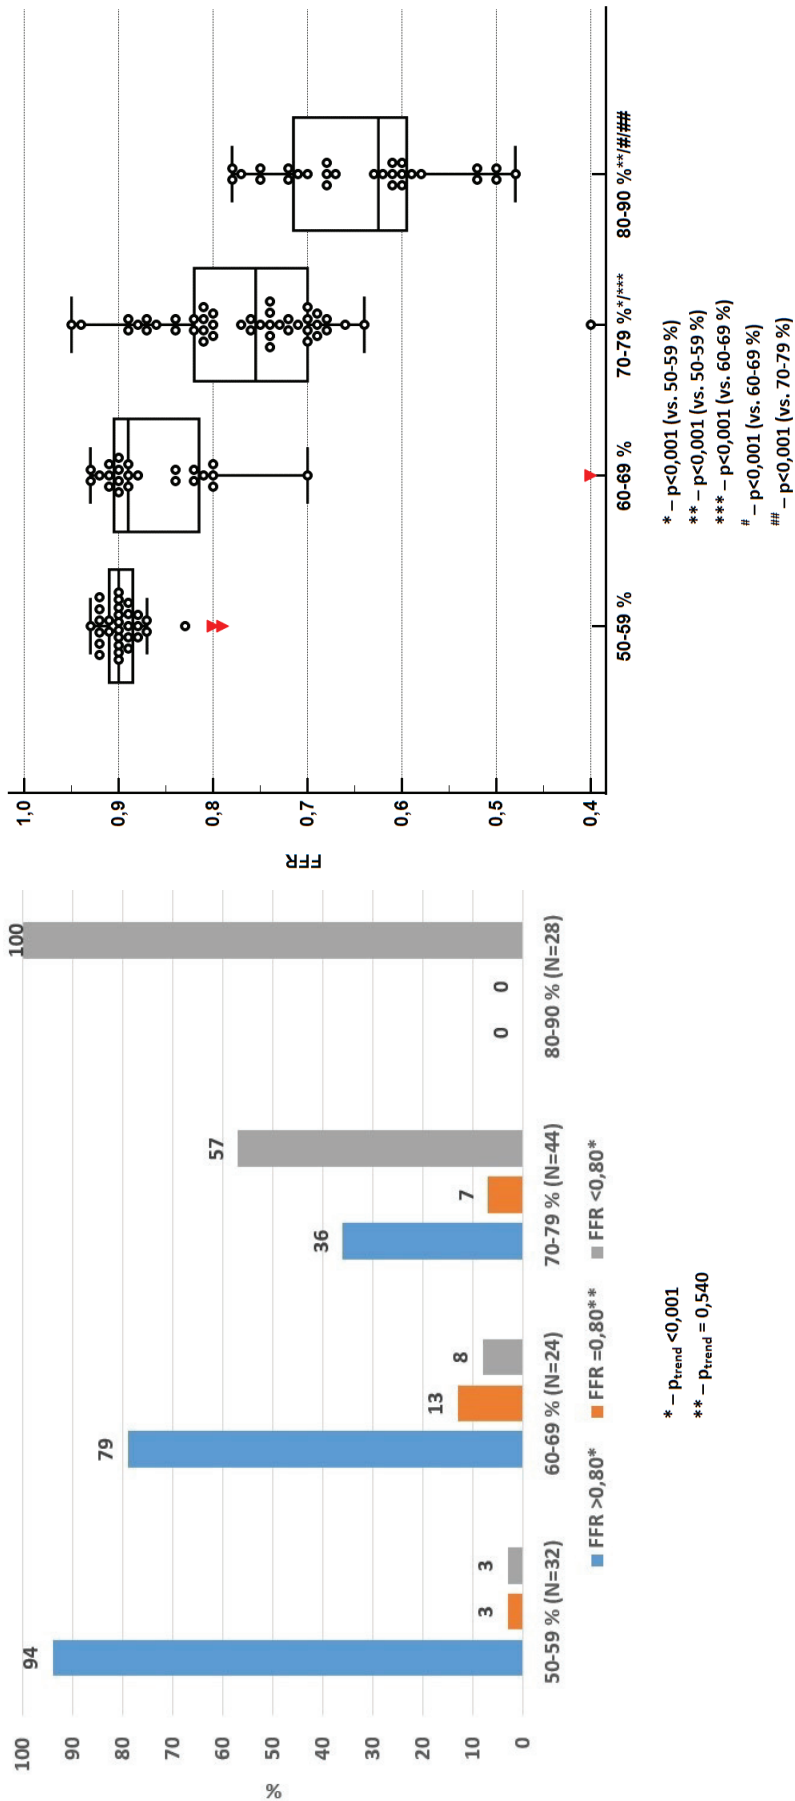 100
90
80
70
60
50
40
30
20
10
0
%
94
3
3
79
13
8
36
7
57
0
0
100
50-59 % (N=32)
60-69 % (N=24)
70-79 % (N=44)
80-90 % (N=28)
FFR >0,80*
FFR =0,80**
FFR <0,80*
* – ptrend <0,001
** – ptrend = 0,540
1,0
0,9
0,8
0,7
0,6
0,5
0,4
FFR
50-59 %
60-69 %
70-79 %*/***
80-90 %**/#/##
* – p<0,001 (vs. 50-59 %)
** – p<0,001 (vs. 50-59 %)
*** – p<0,001 (vs. 60-69 %)
# – p<0,001 (vs. 60-69 %)
## – p<0,001 (vs. 70-79 %)